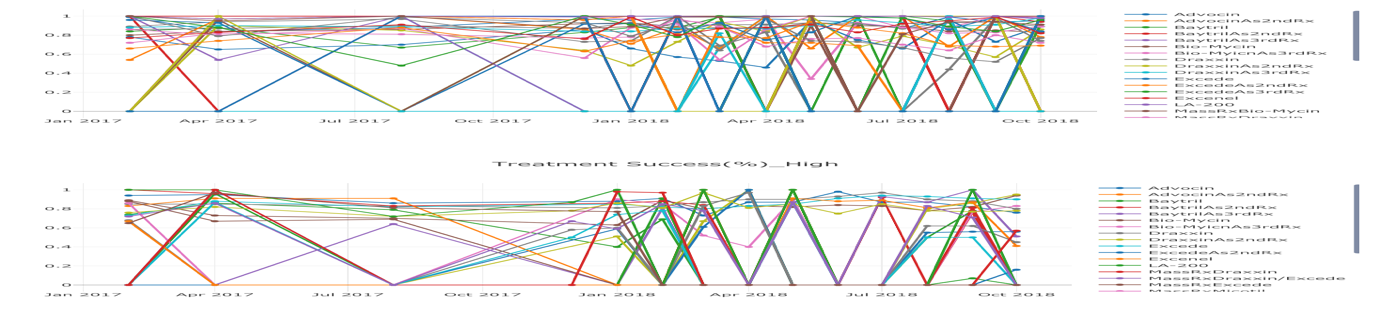 1
0.8
0.6
0.4
0.2
0
Jan 2017 Apr 2017 Jul 2017 Oct 2017 Jan 2018 Apr 2018 Jul 2018 Oct 2018
Advocin
AdvocinAs2ndRx
Baytril
BaytrilAs2ndRx
BaytrilAs3rdRx
Bio-Mycin
Bio-MyicnAs3rdRx
Draxxin
DraxxinAs2ndRx
DraxxinAs3rdRx
Excede
ExcedeAs2ndRx
ExcedeAs3rdRx
Excenel
LA-200
MassRxBio-Mycin
MassRxDraxxin
Treatment Success(%)_High
1
0.8
0.6
0.4
0.2
0
Jan 2017 Apr 2017 Jul 2017 Oct 2017 Jan 2018 Apr 2018 Jul 2018 Oct 2018
Advocin
AdvocinAs2ndRx
Baytril
BaytrilAs2ndRx
BaytrilAs3rdRx
Bio-Mycin
Bio-MyicnAs3rdRx
Draxxin
DraxxinAs2ndRx
Excede
ExcedeAs2ndRx
Excenel
LA-200
MassRxDraxxin
MassRxDraxxin/Excede
MassRxExcede
MassRxMicotil